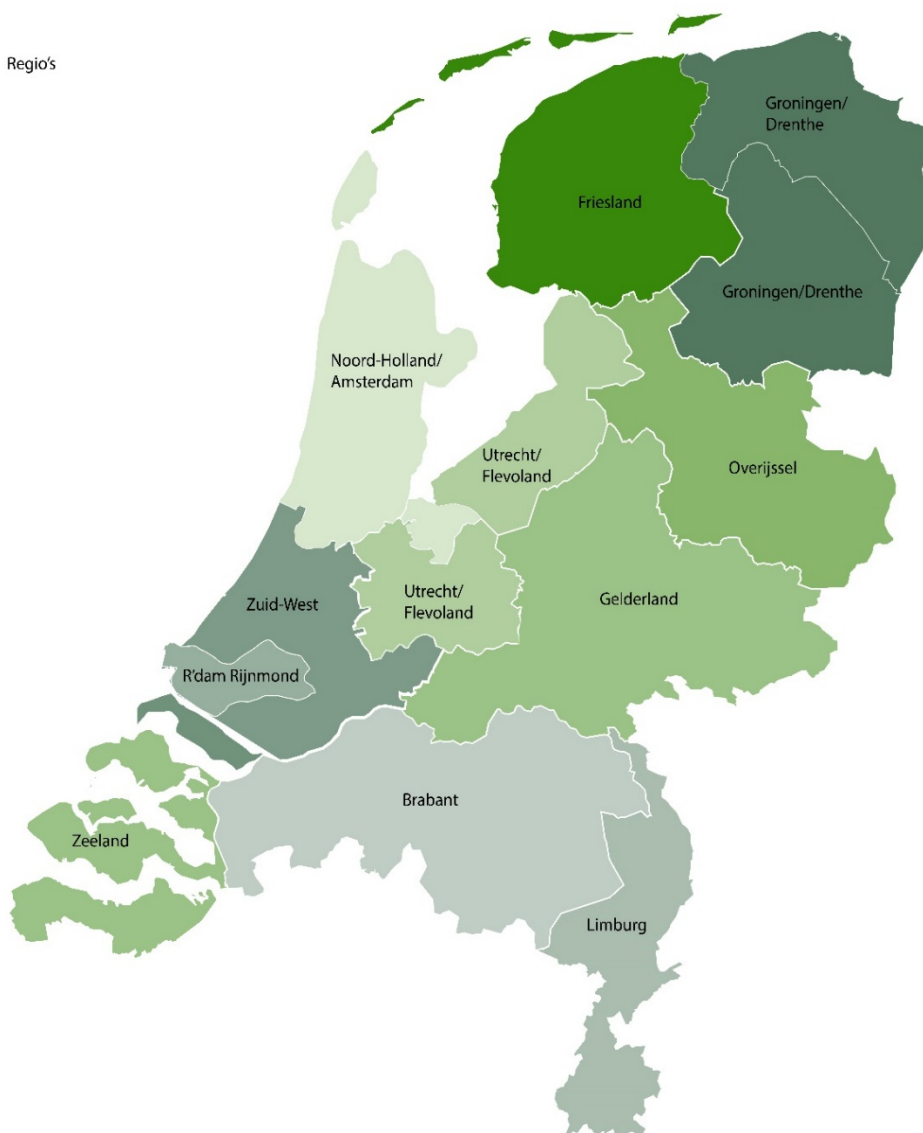 Regio's
Groningen/
Drenthe
Friesland
Groningen/Drenthe
Noord-Holland/
Amsterdam
Utrecht/
Flevoland
Overijssel
Utrecht/
Flevoland
Gelderland
Zuid-West
R'dam Rijnmond
Brabant
Zeeland
Limburg